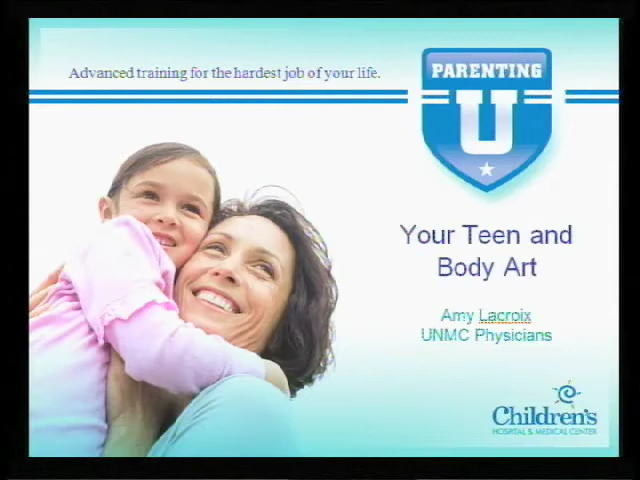 Advanced training for the hardest job of your life.
PARENTING
U
Your Teen and
Body Art
Amy Lacroix
UNMC Physicians
Children's
HOSPITAL & MEDICAL CENTER